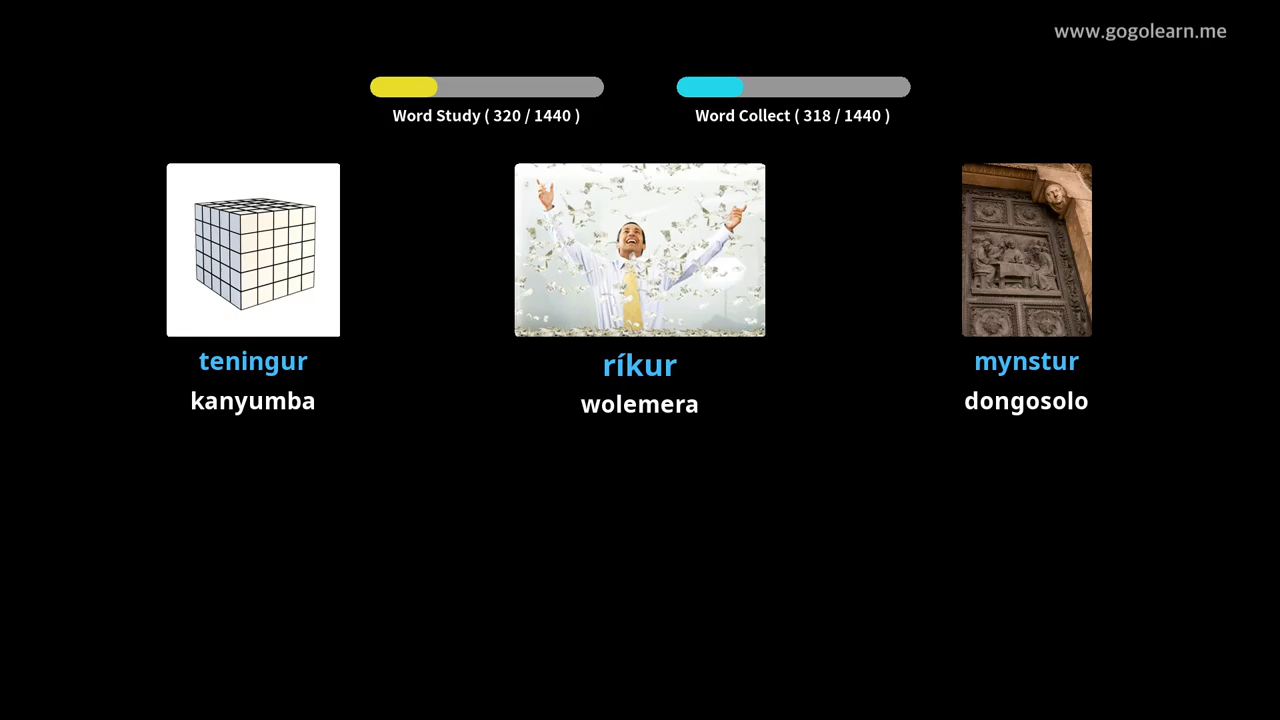 www.gogolearn.me
Word Study ( 320 / 1440 )
Word Collect ( 318 / 1440 )
teningur
kanyumba
ríkur
wolemera
mynstur
dongosolo